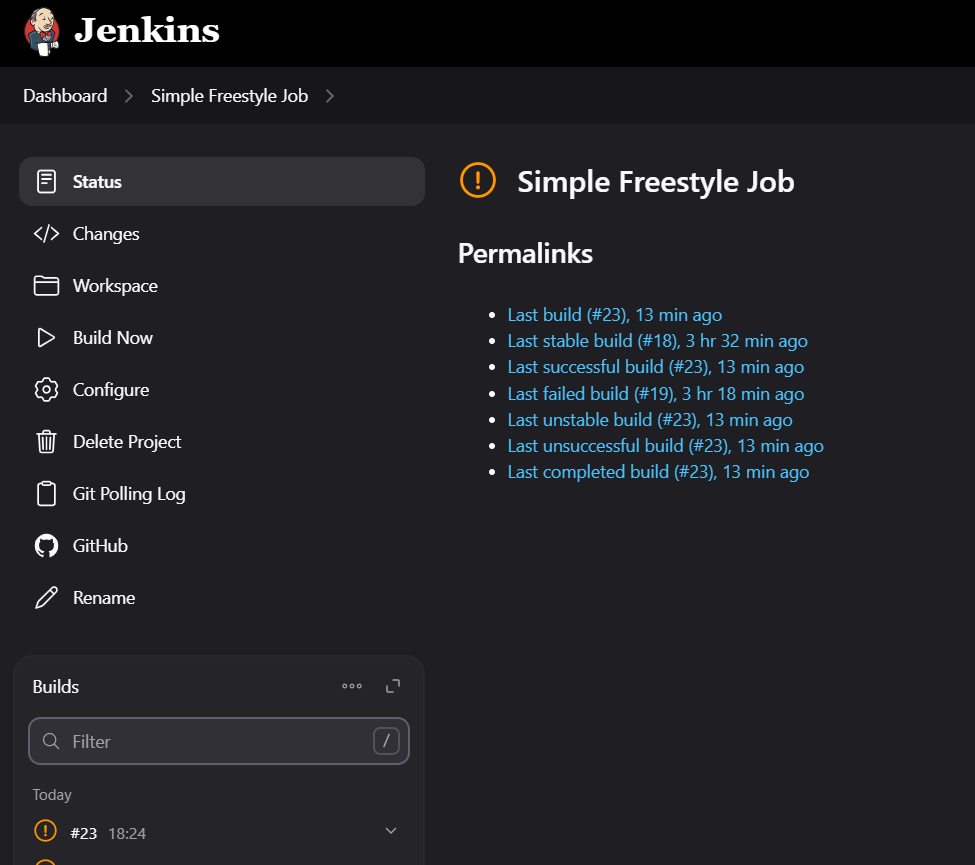 Jenkins
Dashboard
Simple Freestyle Job
Status
Changes
Workspace
Build Now
Configure
Delete Project
Git Polling Log
GitHub
Rename
Simple Freestyle Job
Permalinks
Last build (#23), 13 min ago
Last stable build (#18), 3 hr 32 min ago
Last successful build (#23), 13 min ago
Last failed build (#19), 3 hr 18 min ago
Last unstable build (#23), 13 min ago
Last unsuccessful build (#23), 13 min ago
Last completed build (#23), 13 min ago
Builds
Filter /
Today
#23 18:24